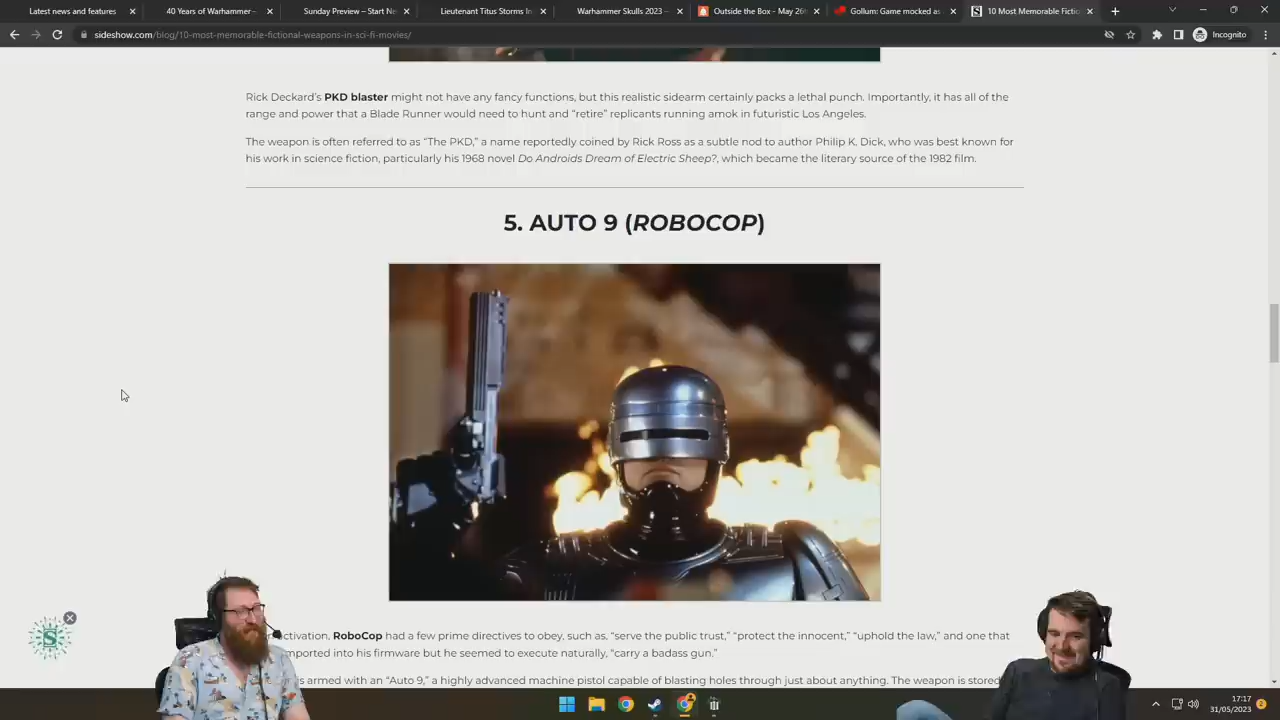 Latest news and features
40 Years of Warhammer –
Sunday Preview – Start Ne
Lieutenant Titus Storms In
Warhammer Skulls 2023 –
Outside the Box – May 26th
Gollum: Game mocked as
10 Most Memorable Fiction
sideshow.com/blog/10-most-memorable-fictional-weapons-in-sci-fi-movies/
Incognito
Rick Deckard's PKD blaster might not have any fancy functions, but this realistic sidearm certainly packs a lethal punch. Importantly, it has all of the
range and power that a Blade Runner would need to hunt and “retire” replicants running amok in futuristic Los Angeles.
The weapon is often referred to as “The PKD,” a name reportedly coined by Rick Ross as a subtle nod to author Philip K. Dick, who was best known for
his work in science fiction, particularly his 1968 novel Do Androids Dream of Electric Sheep?, which became the literary source of the 1982 film.
5. AUTO 9 (ROBOCOP)
S
activation, RoboCop had a few prime directives to obey, such as, “serve the public trust,” “protect the innocent,” “uphold the law,” and one that
imported into his firmware but he seemed to execute naturally, “carry a badass gun.”
is armed with an “Auto 9,” a highly advanced machine pistol capable of blasting holes through just about anything. The weapon is stored
17:17
31/05/2023